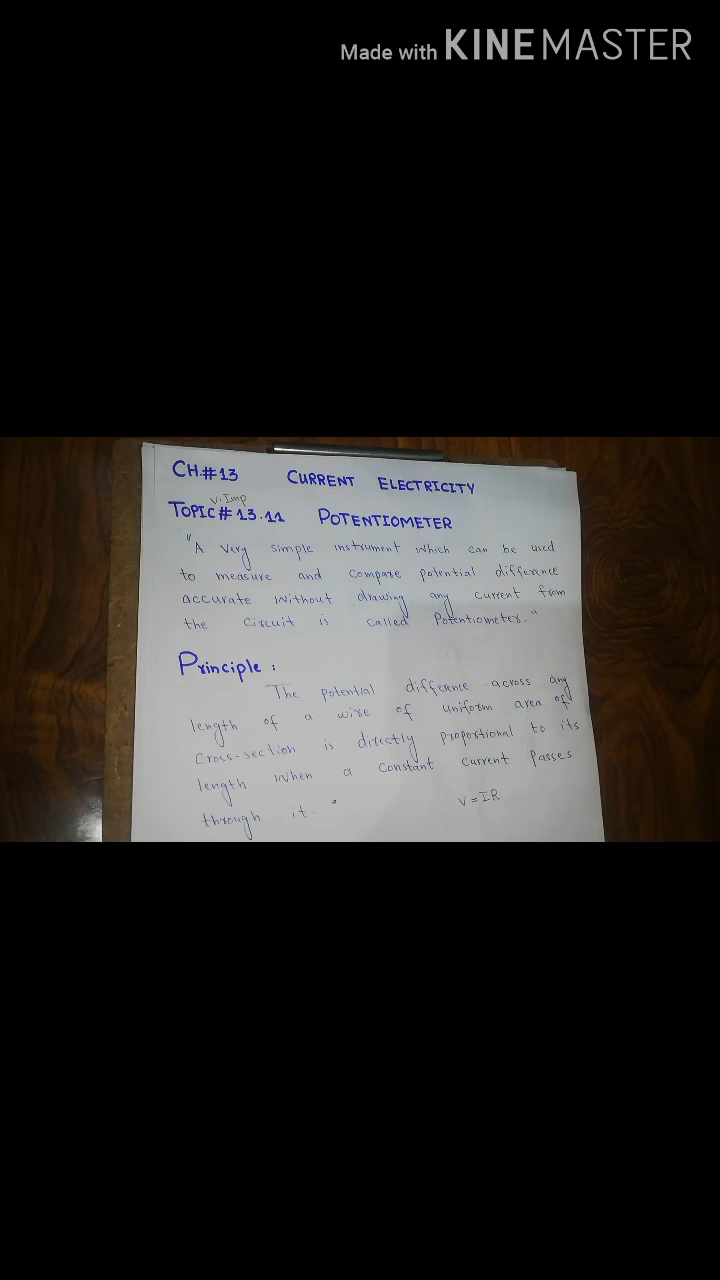 Made with KINEMASTER
CH.#13 CURRENT ELECTRICITY
V. Imp
TOPIC # 13.11 POTENTIOMETER
"A Very simple instrument which can be used
to measure and compare potential difference
accurate without drawing any current from
the circuit is called Potentiometer."
Principle :
The potential difference across any
length of a wire of uniform area of
cross-section is directly proportional to its
length when a constant current passes
through it.
V = IR